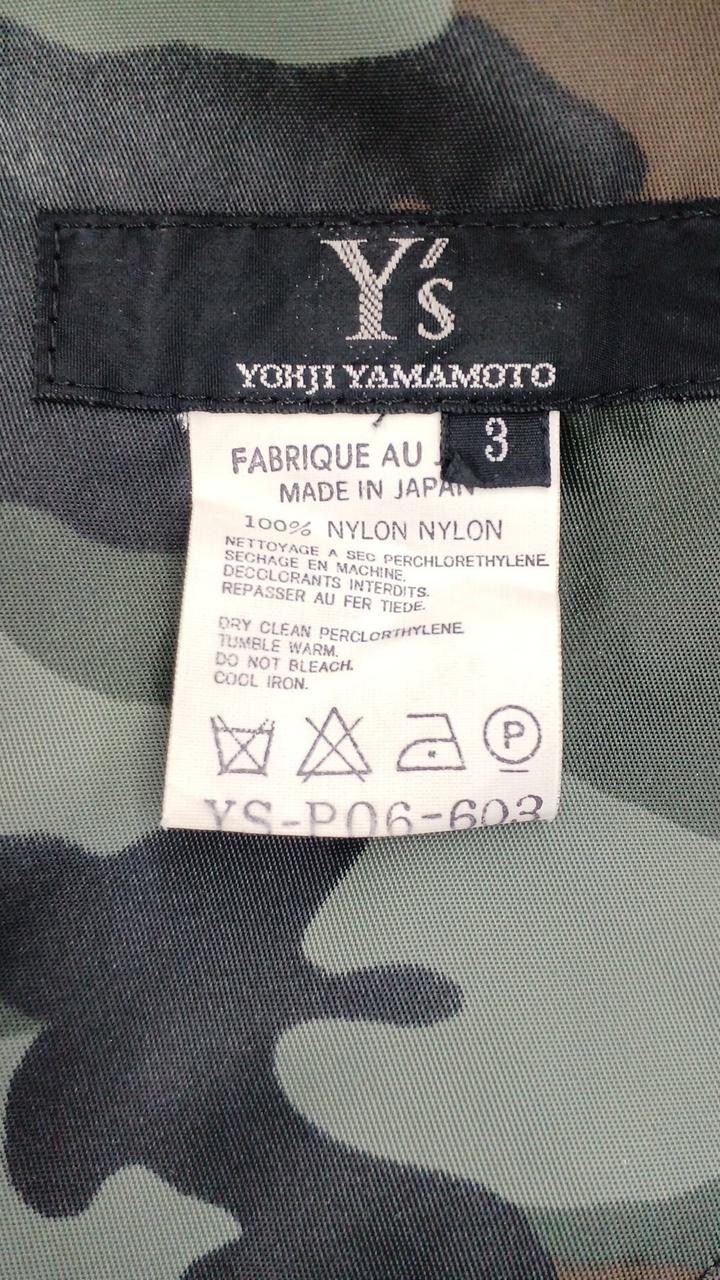 Y's
YOHJI YAMAMOTO
3
FABRIQUE AU
MADE IN JAPAN
100% NYLON NYLON
NETTOYAGE A SEC PERCHLORETHYLENE
SECHAGE EN MACHINE.
DECOLORANTS INTERDITS.
REPASSER AU FER TIEDE.
DRY CLEAN PERCLORTHYLENE
TUMBLE WARM.
DO NOT BLEACH.
COOL IRON.
P
YS-P06-603